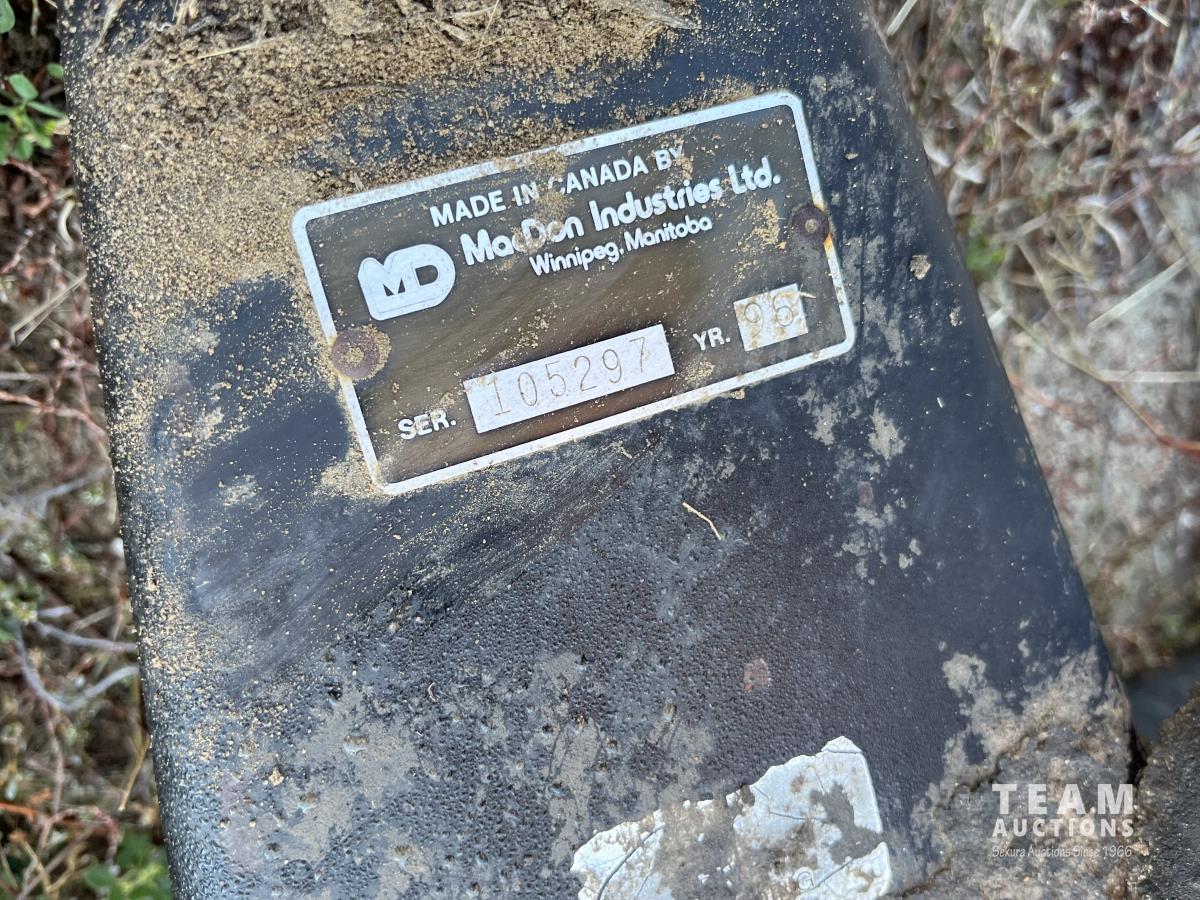 MADE IN CANADA BY
MD
MacDon Industries Ltd.
Winnipeg, Manitoba
SER. 105297
YR. 96
TEAM
AUCTIONS
Sekura Auctions Since 1966